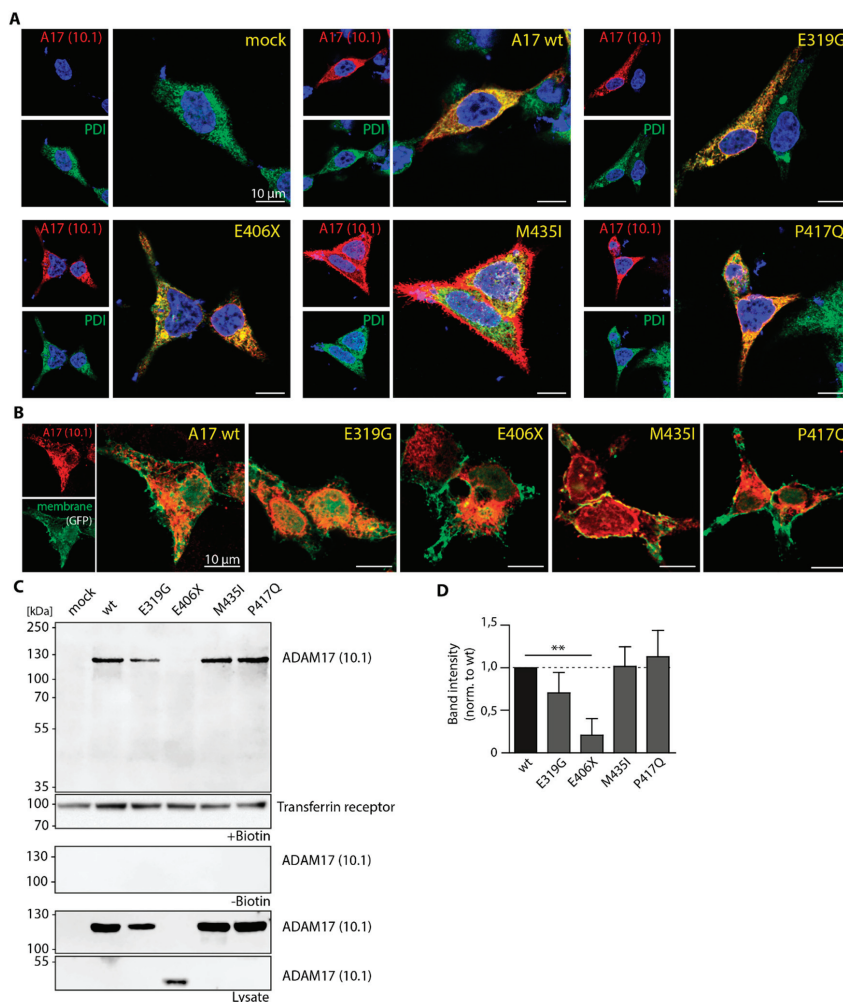 A
A17 (10.1)
mock
PDI
10 µm
A17 (10.1)
A17 wt
PDI
A17 (10.1)
E319G
PDI
A17 (10.1)
E406X
PDI
A17 (10.1)
M435I
PDI
A17 (10.1)
P417Q
PDI
B
A17 (10.1)
membrane
(GFP)
A17 wt
10 µm
E319G
E406X
M435I
P417Q
C
[kDa]
mock
wt
E319G
E406X
M435I
P417Q
250
130
100
70
55
35
ADAM17 (10.1)
100
70
Transferrin receptor
+Biotin
130
100
ADAM17 (10.1)
-Biotin
130
100
ADAM17 (10.1)
55
ADAM17 (10.1)
Lysate
D
Band intensity
(norm. to wt)
1,5
1,0
0,5
0
**
wt
E319G
E406X
M435I
P417Q